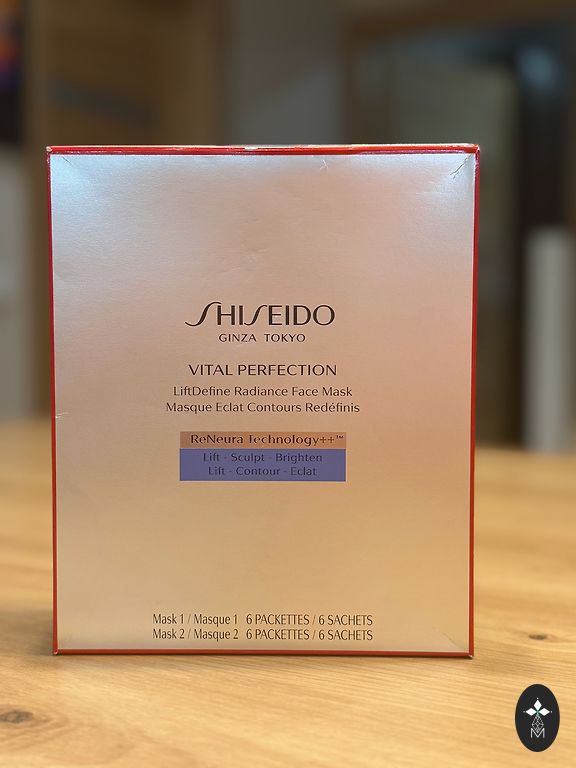 SHISEIDO
GINZA TOKYO
VITAL PERFECTION
LiftDefine Radiance Face Mask
Masque Eclat Contours Redéfinis
ReNeura Technology++™
Lift - Sculpt - Brighten
Lift - Contour - Eclat
Mask 1 / Masque 1 6 PACKETTES / 6 SACHETS
Mask 2 / Masque 2 6 PACKETTES / 6 SACHETS
M